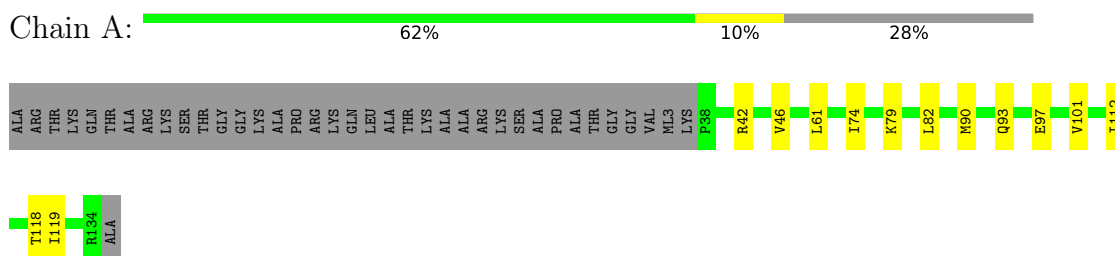 Chain A:
62% 10% 28%
ALA ARG THR LYS GLN THR ALA ARG LYS SER THR GLY GLY LYS ALA PRO ARG LYS GLN LEU ALA THR LYS ALA ALA ARG LYS SER ALA PRO ALA THR GLY GLY VAL ML3 LYS P38 R42 V46 L61 I74 K79 L82 M90 Q93 E97 V101
T118 I119 R134 ALA